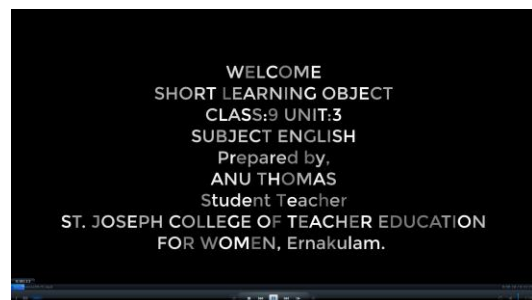 WELCOME
SHORT LEARNING OBJECT
CLASS:9 UNIT:3
SUBJECT ENGLISH
Prepared by,
ANU THOMAS
Student Teacher
ST. JOSEPH COLLEGE OF TEACHER EDUCATION
FOR WOMEN, Ernakulam.